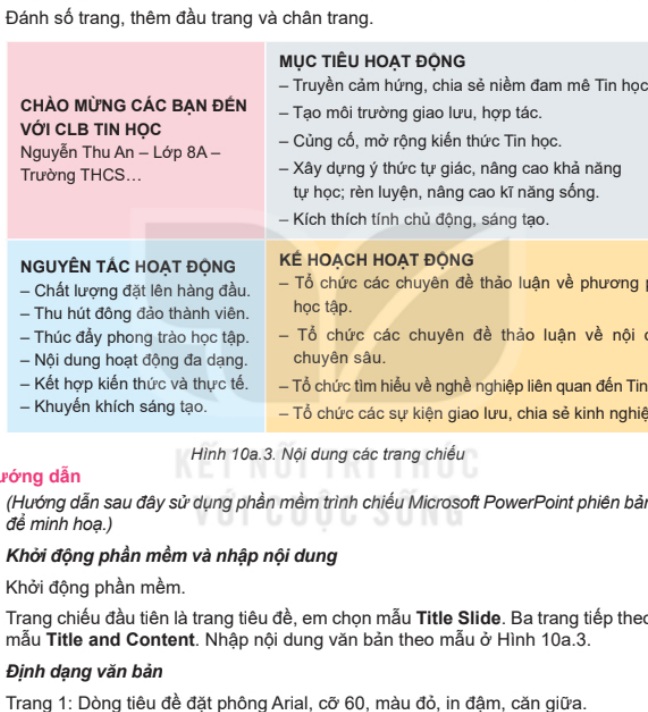 Đánh số trang, thêm đầu trang và chân trang.
CHÀO MỪNG CÁC BẠN ĐẾN
VỚI CLB TIN HỌC
Nguyễn Thu An – Lớp 8A –
Trường THCS…
MỤC TIÊU HOẠT ĐỘNG
– Truyền cảm hứng, chia sẻ niềm đam mê Tin học
– Tạo môi trường giao lưu, hợp tác.
– Củng cố, mở rộng kiến thức Tin học.
– Xây dựng ý thức tự giác, nâng cao khả năng
tự học; rèn luyện, nâng cao kĩ năng sống.
– Kích thích tính chủ động, sáng tạo.
NGUYÊN TẮC HOẠT ĐỘNG
– Chất lượng đặt lên hàng đầu.
– Thu hút đông đảo thành viên.
– Thúc đẩy phong trào học tập.
– Nội dung hoạt động đa dạng.
– Kết hợp kiến thức và thực tế.
– Khuyến khích sáng tạo.
KẾ HOẠCH HOẠT ĐỘNG
– Tổ chức các chuyên đề thảo luận về phương
học tập.
– Tổ chức các chuyên đề thảo luận về nội
chuyên sâu.
– Tổ chức tìm hiểu về nghề nghiệp liên quan đến Tin
– Tổ chức các sự kiện giao lưu, chia sẻ kinh
Hình 10a.3. Nội dung các trang chiếu
KẾT NỐI TRI THỨC
VỚI CUỘC SỐNG
dẫn
(Hướng dẫn sau đây sử dụng phần mềm trình chiếu Microsoft PowerPoint phiên
để minh hoạ.)
Khởi động phần mềm và nhập nội dung
Khởi động phần mềm.
Trang chiếu đầu tiên là trang tiêu đề, em chọn mẫu Title Slide. Ba trang tiếp
mẫu Title and Content. Nhập nội dung văn bản theo mẫu ở Hình 10a.3.
Định dạng văn bản
Trang 1: Dòng tiêu đề đặt phông Arial, cỡ 60, màu đỏ, in đậm, căn giữa.